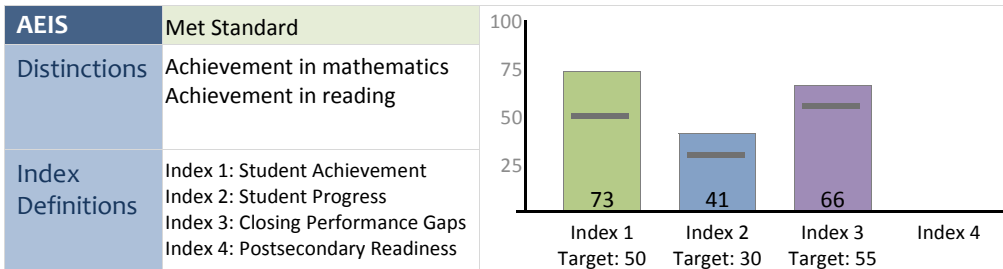 AEIS
Met Standard
Distinctions
Achievement in mathematics
Achievement in reading
Index
Definitions
Index 1: Student Achievement
Index 2: Student Progress
Index 3: Closing Performance Gaps
Index 4: Postsecondary Readiness
100
75
50
25
73
41
66
Index 1
Target: 50
Index 2
Target: 30
Index 3
Target: 55
Index 4